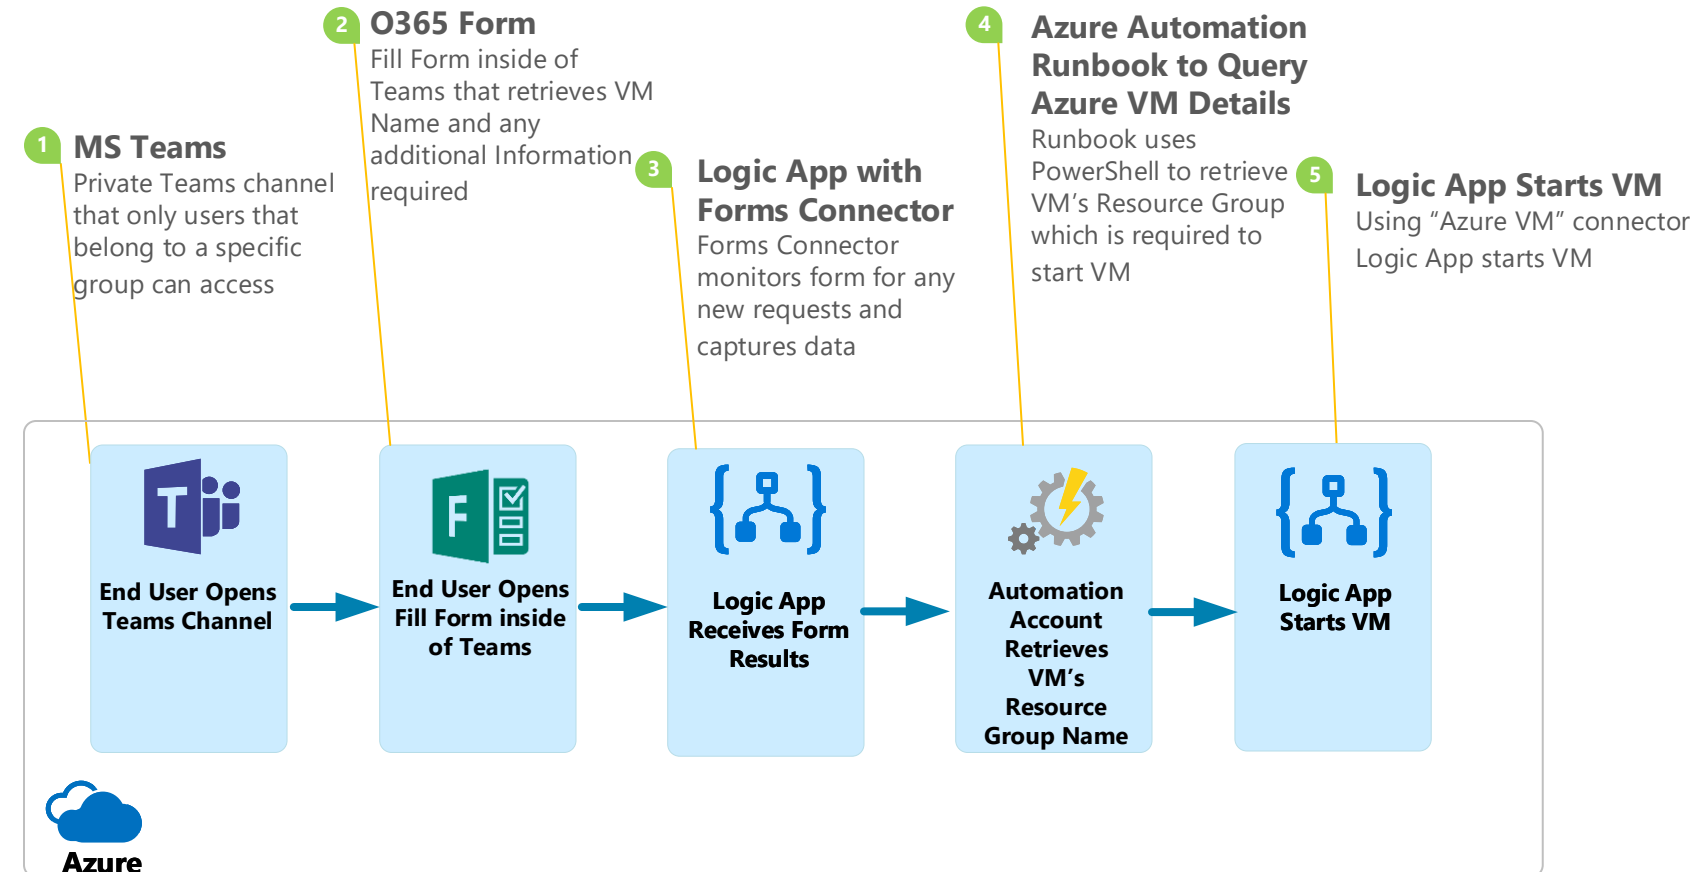 1
MS Teams
Private Teams channel
that only users that
belong to a specific
group can access
2
O365 Form
Fill Form inside of
Teams that retrieves VM
Name and any
additional Information
required
3
Logic App with
Forms Connector
Forms Connector
monitors form for any
new requests and
captures data
4
Azure Automation
Runbook to Query
Azure VM Details
Runbook uses
PowerShell to retrieve
VM’s Resource Group
which is required to
start VM
5
Logic App Starts VM
Using “Azure VM” connector
Logic App starts VM
T
End User Opens
Teams Channel
F
End User Opens
Fill Form inside
of Teams
Logic App
Receives Form
Results
Automation
Account
Retrieves
VM’s
Resource
Group Name
Logic App
Starts VM
Azure